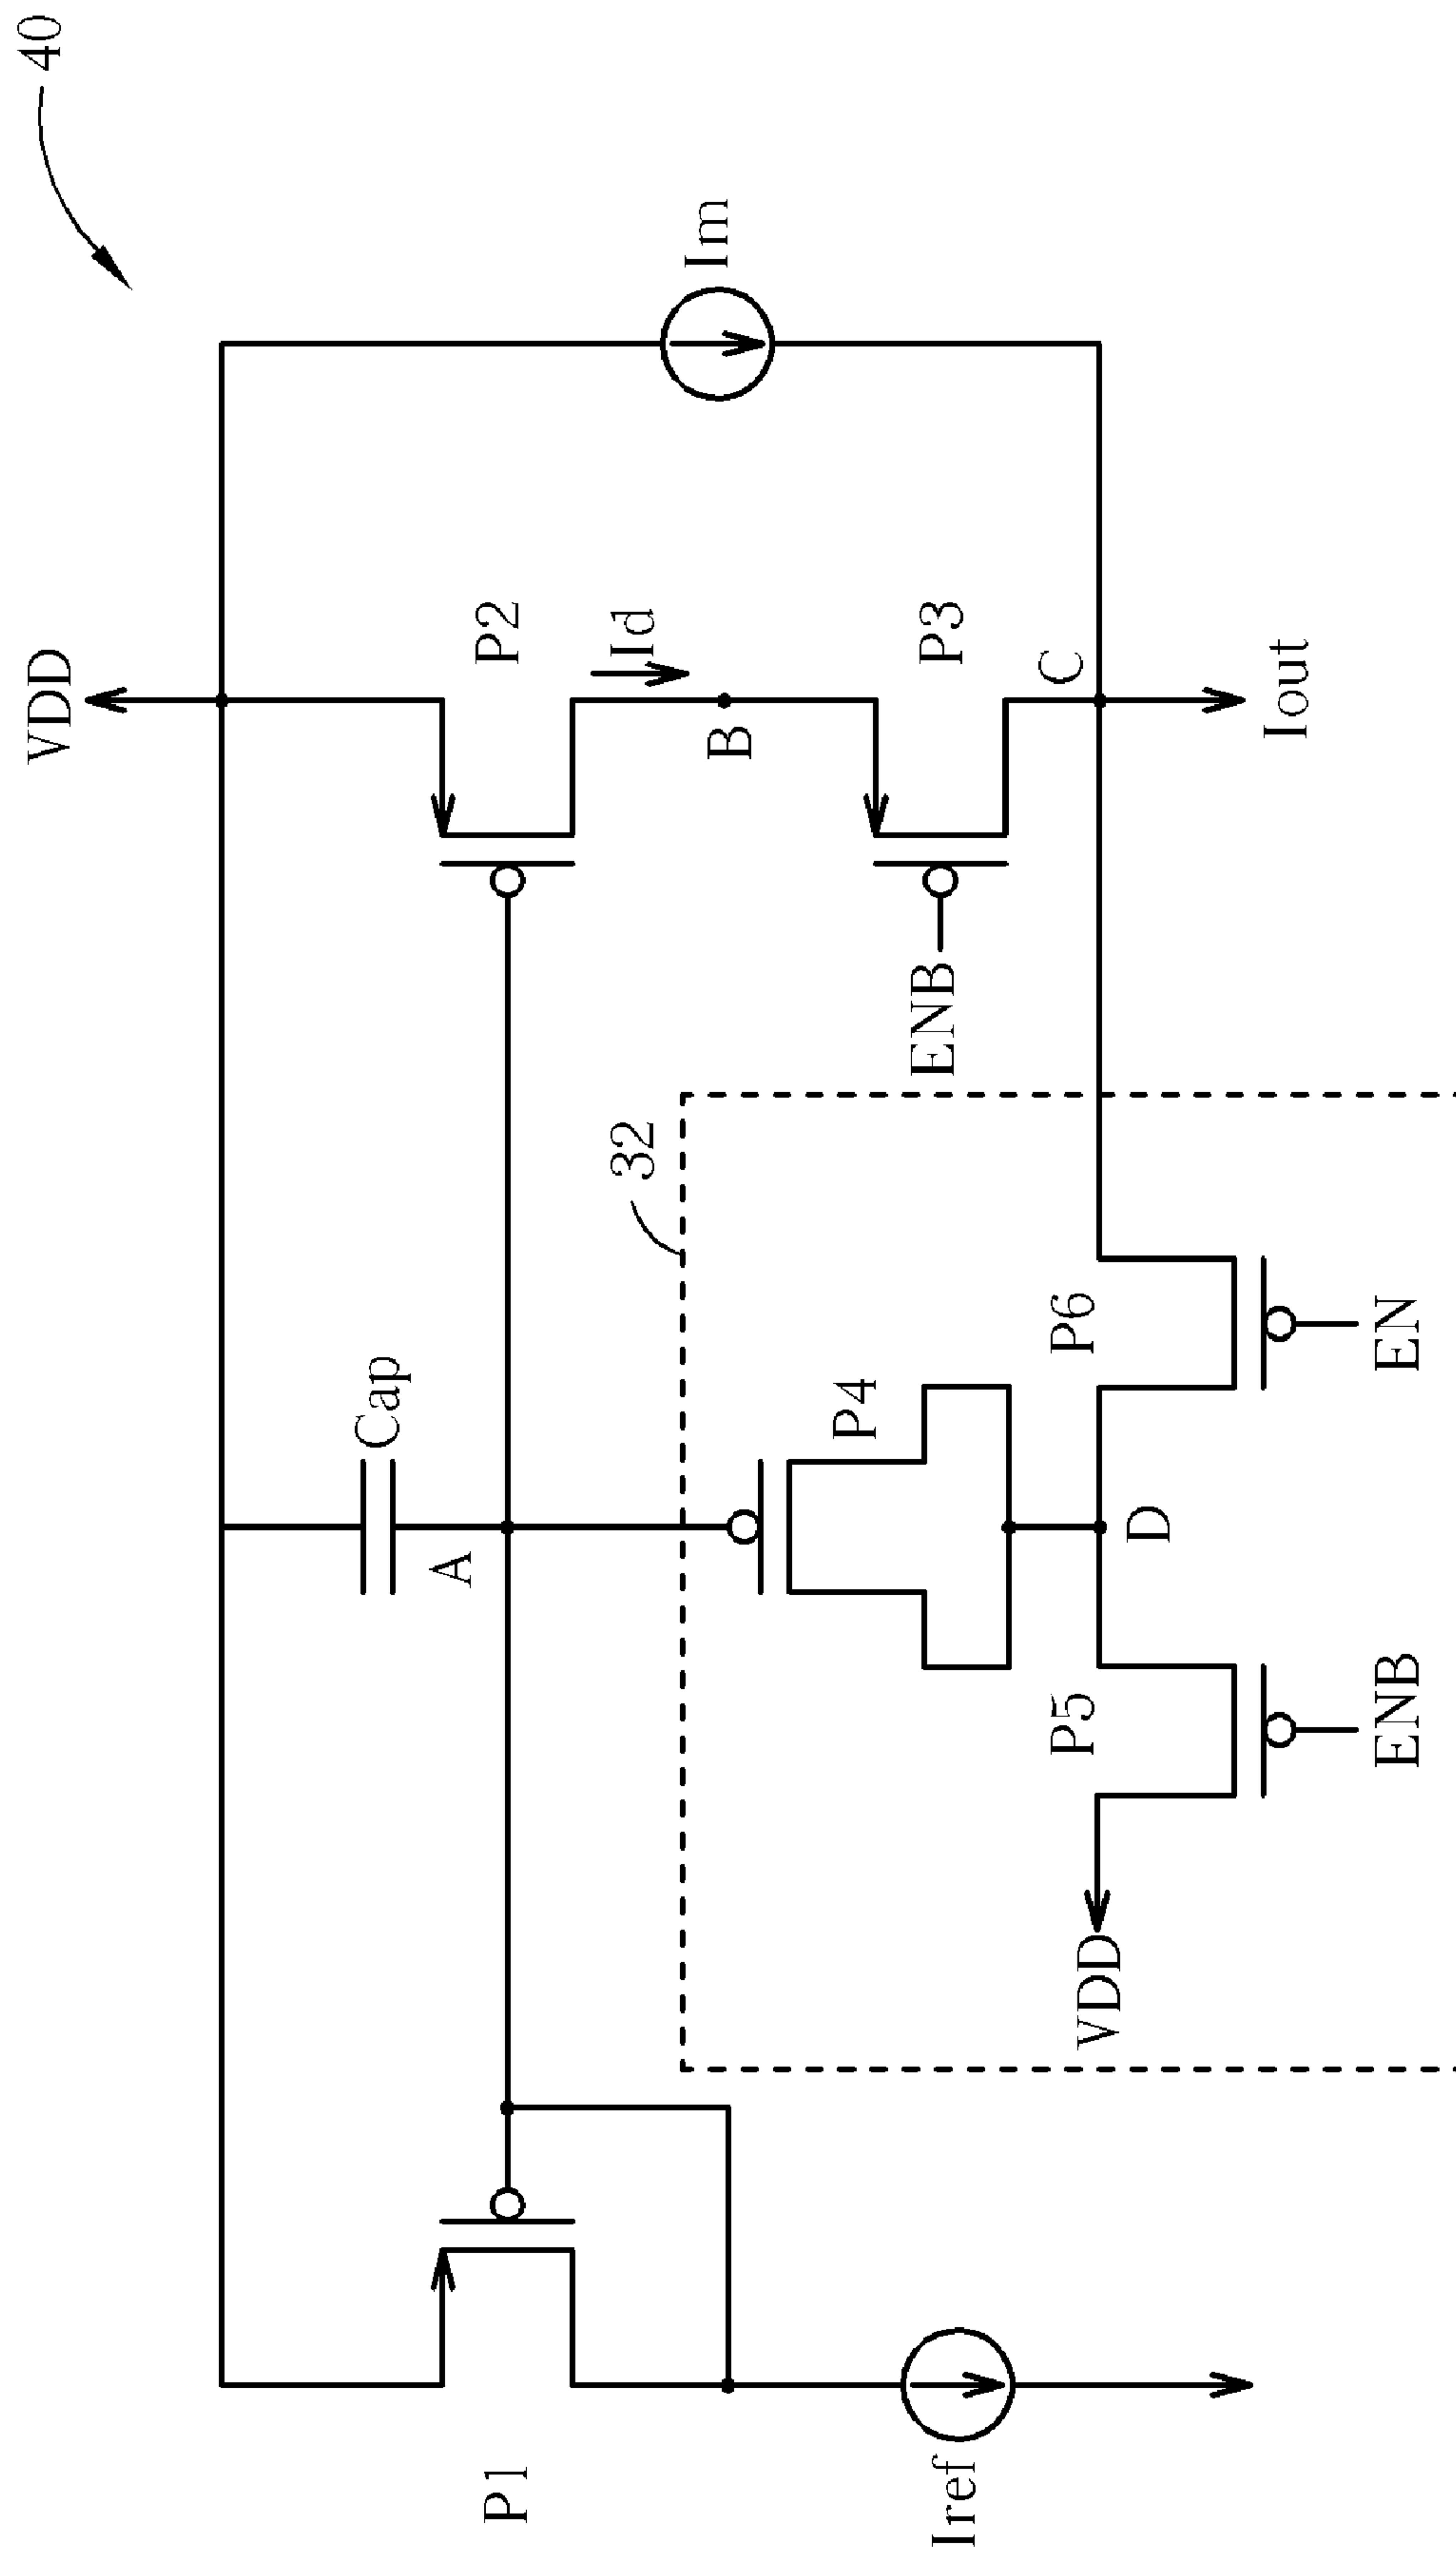 40
VDD
Im
P2
Id
B
P3
C
Iout
ENB
32
Cap
A
P4
P6
EN
D
P5
ENB
VDD
P1
Iref